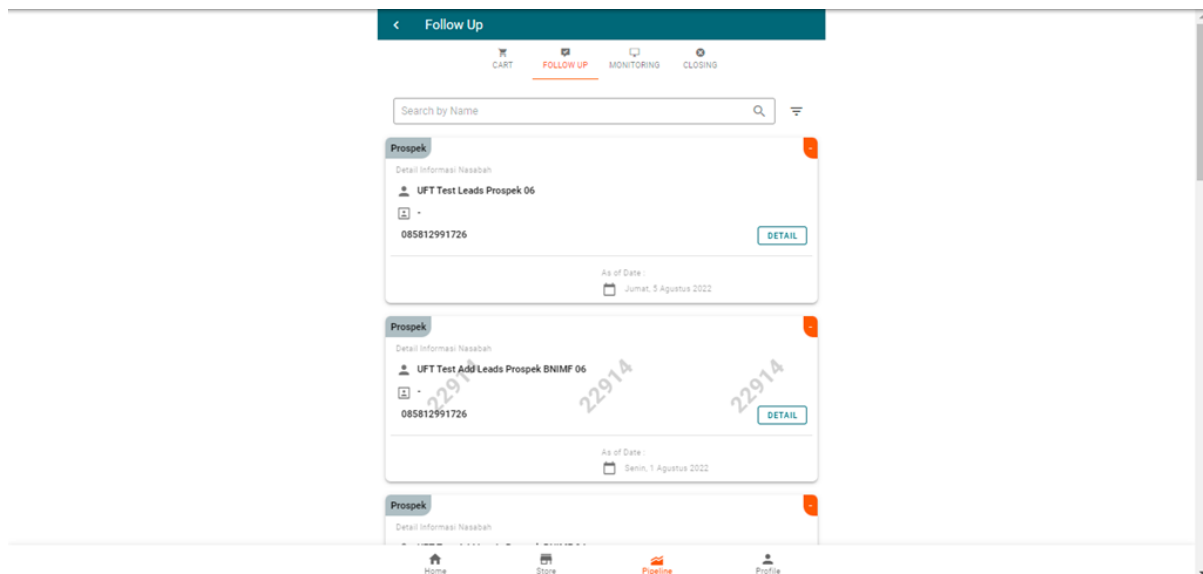 Follow Up
CART FOLLOW UP MONITORING CLOSING
Search by Name
Prospek -
Detail Informasi Nasabah
UFT Test Leads Prospek 06
-
085812991726 DETAIL
As of Date :
Jumat, 5 Agustus 2022
Prospek -
Detail Informasi Nasabah
UFT Test Add Leads Prospek BNIMF 06
-
22914 22914 22914
085812991726 DETAIL
As of Date :
Senin, 1 Agustus 2022
Prospek -
Detail Informasi Nasabah
Home Store Pipeline Profile